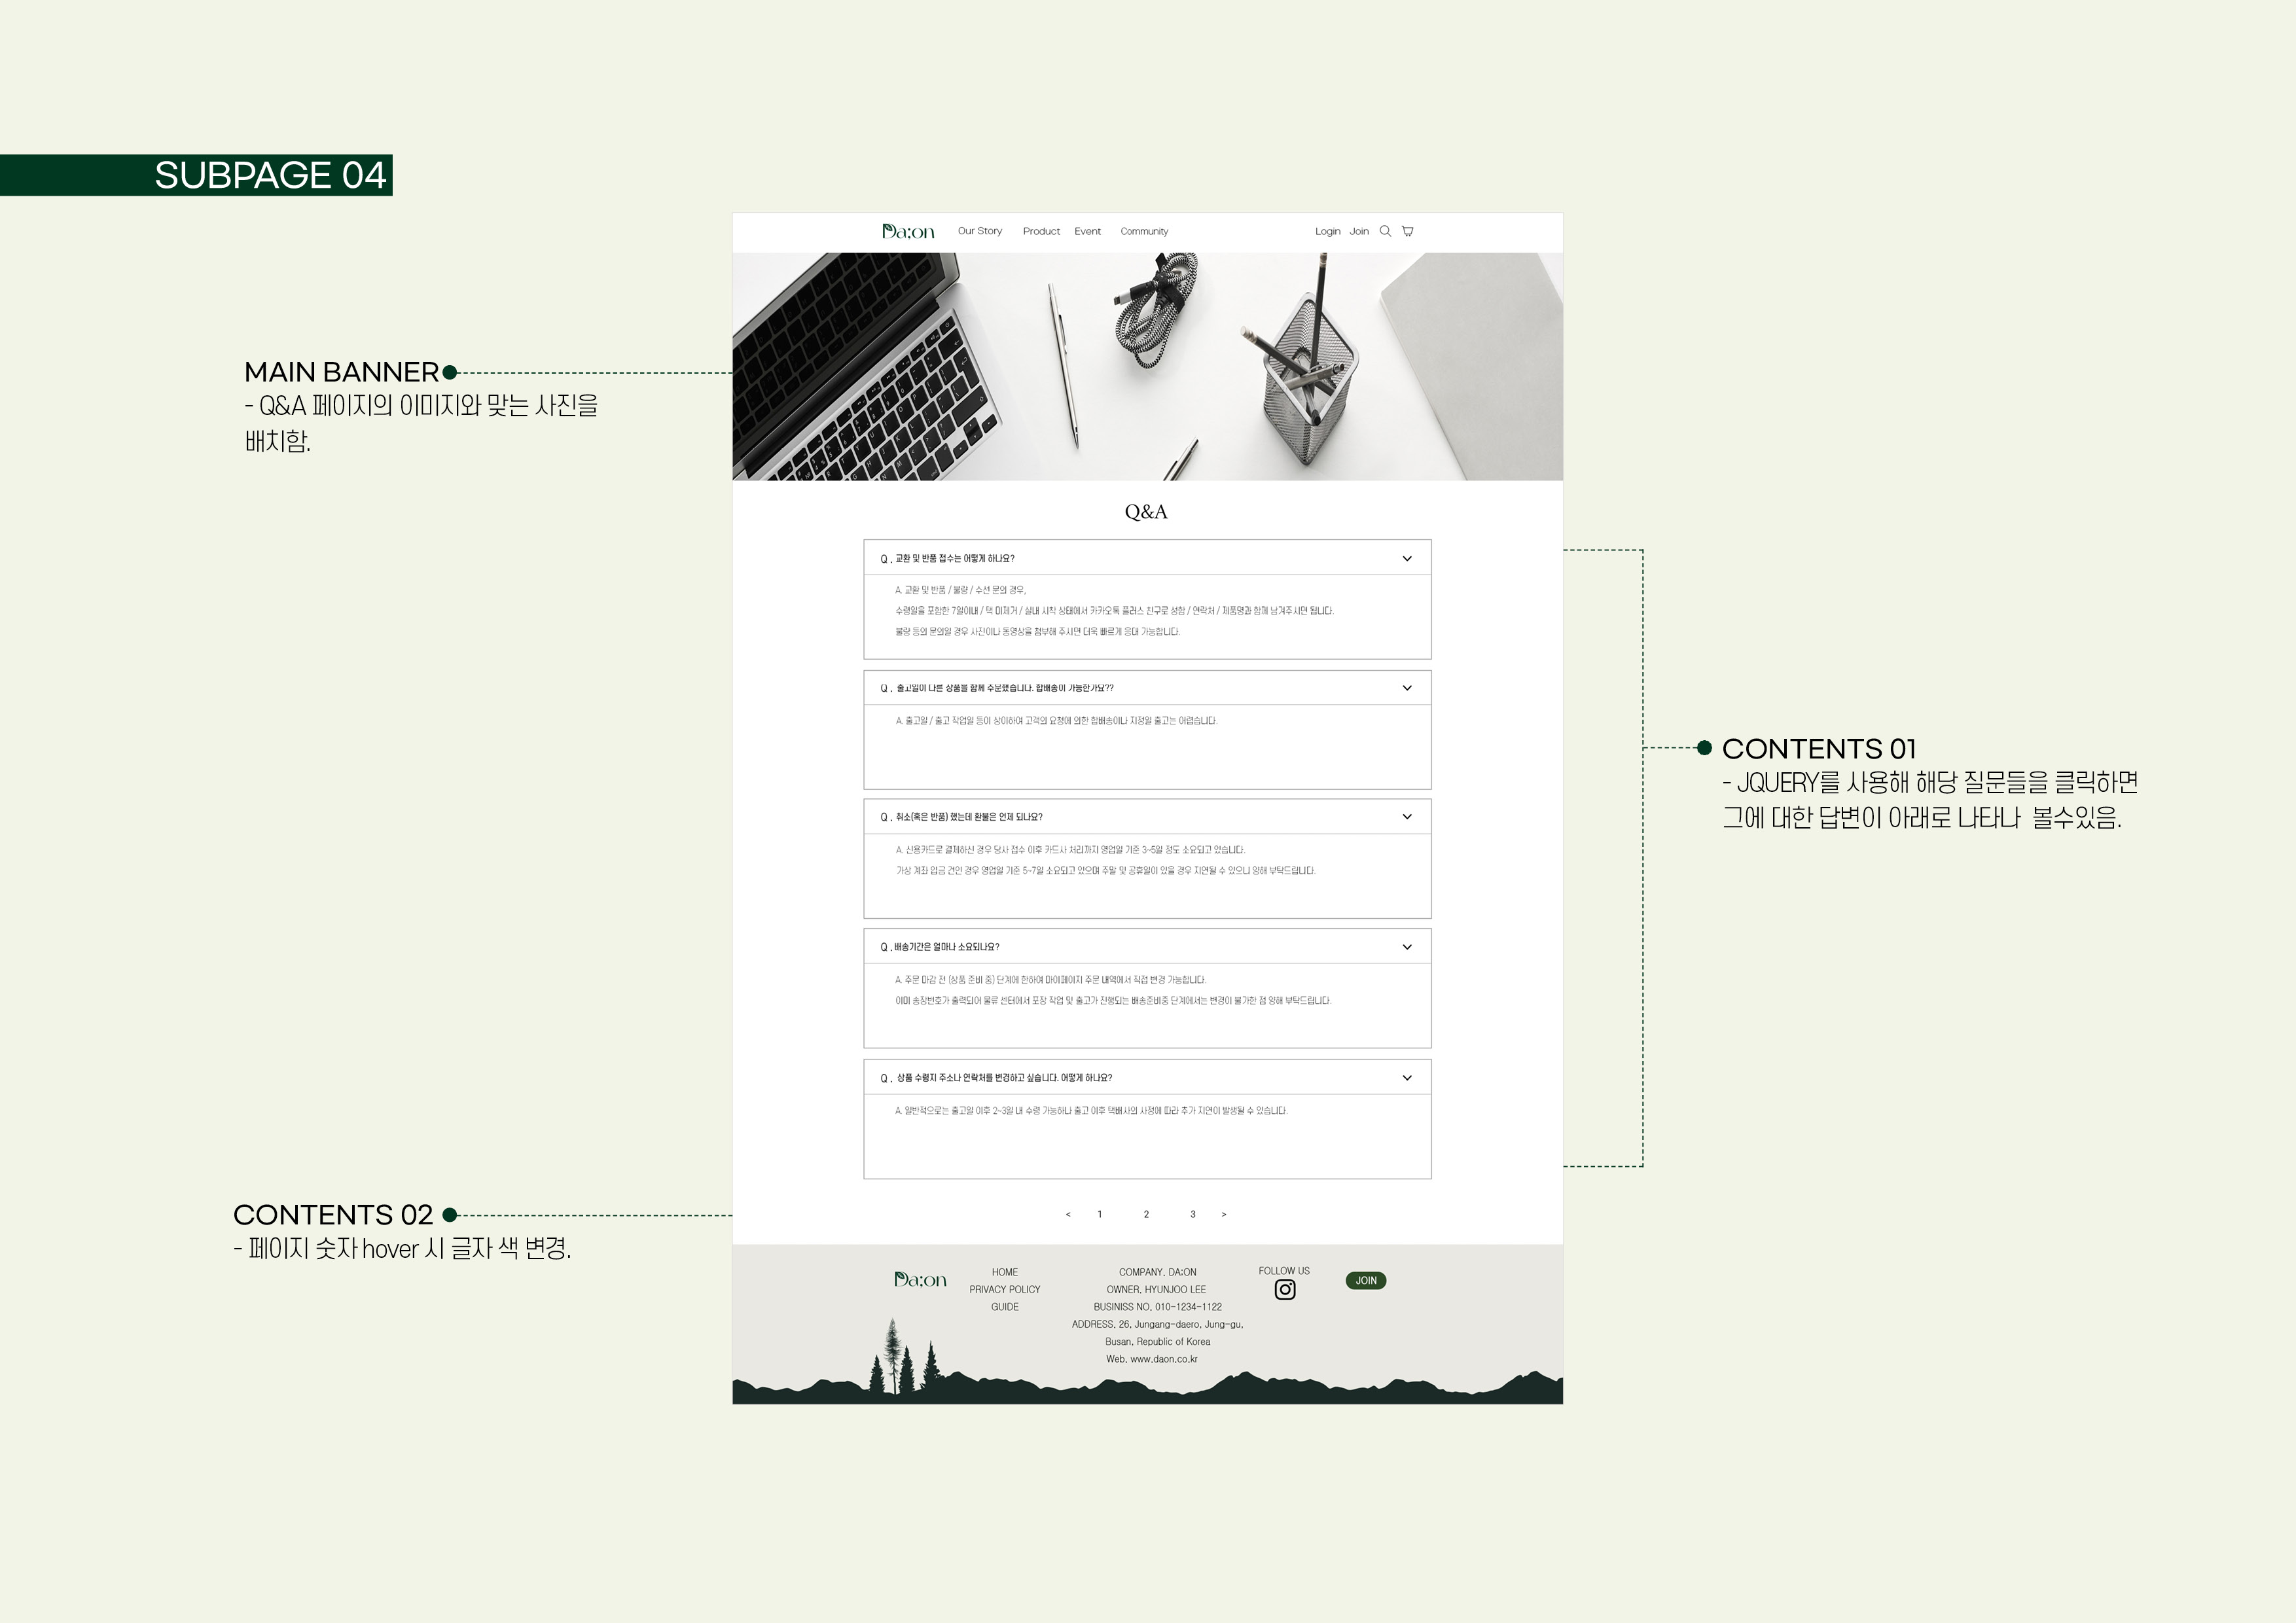 SUBPAGE 04
Da;on
Our Story
Product
Event
Community
Login
Join
MAIN BANNER
- Q&A 페이지의 이미지와 맞는 사진을
배치함.
Q&A
Q . 교환 및 반품 접수는 어떻게 하나요?
A. 교환 및 반품 / 불량 / 수선 문의 경우,
수령일을 포함한 7일이내 / 택 미제거 / 실내 시착 상태에서 카카오톡 플러스 친구로 성함 / 연락처 / 제품명과 함께 남겨주시면 됩니다.
불량 등의 문의일 경우 사진이나 동영상을 첨부해 주시면 더욱 빠르게 응대 가능합니다.
Q . 출고일이 다른 상품을 함께 주문했습니다. 합배송이 가능한가요??
A. 출고일 / 출고 작업일 등이 상이하여 고객의 요청에 의한 합배송이나 지정일 출고는 어렵습니다.
Q . 취소(혹은 반품) 했는데 환불은 언제 되나요?
A. 신용카드로 결제하신 경우 당사 접수 이후 카드사 처리까지 영업일 기준 3~5일 정도 소요되고 있습니다.
가상 계좌 입금 건인 경우 영업일 기준 5~7일 소요되고 있으며 주말 및 공휴일이 있을 경우 지연될 수 있으니 양해 부탁드립니다.
Q . 배송기간은 얼마나 소요되나요?
A. 주문 마감 전 (상품 준비 중) 단계에 한하여 마이페이지 주문 내역에서 직접 변경 가능합니다.
이미 송장번호가 출력되어 물류 센터에서 포장 작업 및 출고가 진행되는 배송준비중 단계에서는 변경이 불가한 점 양해 부탁드립니다.
Q . 상품 수령지 주소나 연락처를 변경하고 싶습니다. 어떻게 하나요?
A. 일반적으로는 출고일 이후 2~3일 내 수령 가능하나 출고 이후 택배사의 사정에 따라 추가 지연이 발생될 수 있습니다.
CONTENTS 01
- JQUERY를 사용해 해당 질문들을 클릭하면
그에 대한 답변이 아래로 나타나 볼수있음.
CONTENTS 02
- 페이지 숫자 hover 시 글자 색 변경.
< 1 2 3 >
Da;on
HOME
PRIVACY POLICY
GUIDE
COMPANY. DA;ON
OWNER. HYUNJOO LEE
BUSINISS NO. 010-1234-1122
ADDRESS. 26, Jungang-daero, Jung-gu,
Busan, Republic of Korea
Web. www.daon.co.kr
FOLLOW US
JOIN